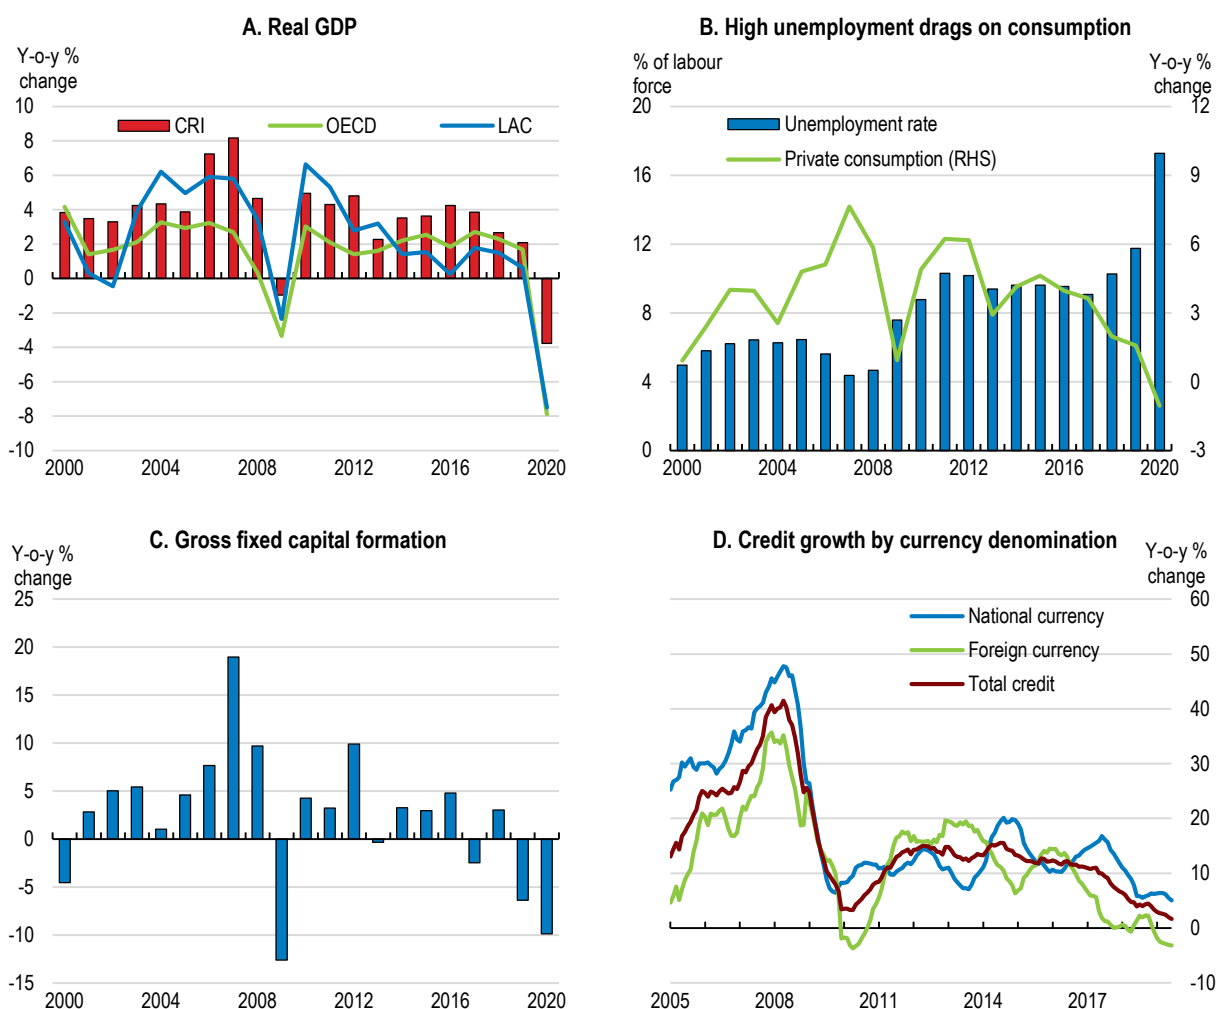 A. Real GDP
Y-o-y %
change
10
8
6
4
2
0
-2
-4
-6
-8
-10
CRI
OECD
LAC
2000
2004
2008
2012
2016
2020
B. High unemployment drags on consumption
% of labour
force
Y-o-y %
change
20
16
12
8
4
0
12
9
6
3
0
-3
Unemployment rate
Private consumption (RHS)
2000
2004
2008
2012
2016
2020
C. Gross fixed capital formation
Y-o-y %
change
25
20
15
10
5
0
-5
-10
-15
2000
2004
2008
2012
2016
2020
D. Credit growth by currency denomination
Y-o-y %
change
60
50
40
30
20
10
0
-10
National currency
Foreign currency
Total credit
2005
2008
2011
2014
2017